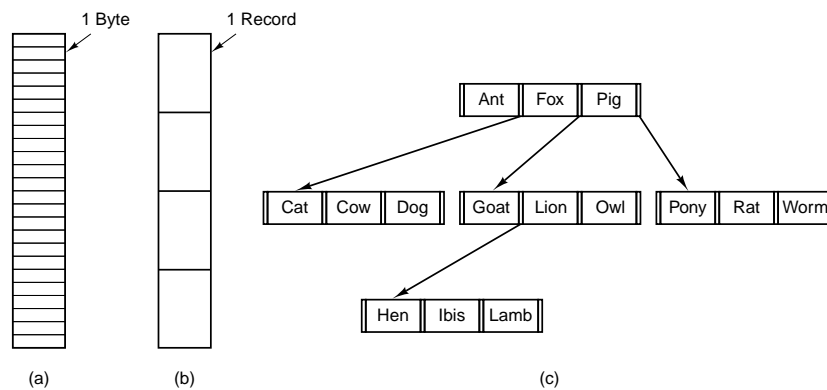 1 Byte
1 Record
Ant Fox Pig
Cat Cow Dog
Goat Lion Owl
Pony Rat Worm
Hen Ibis Lamb
(a)
(b)
(c)